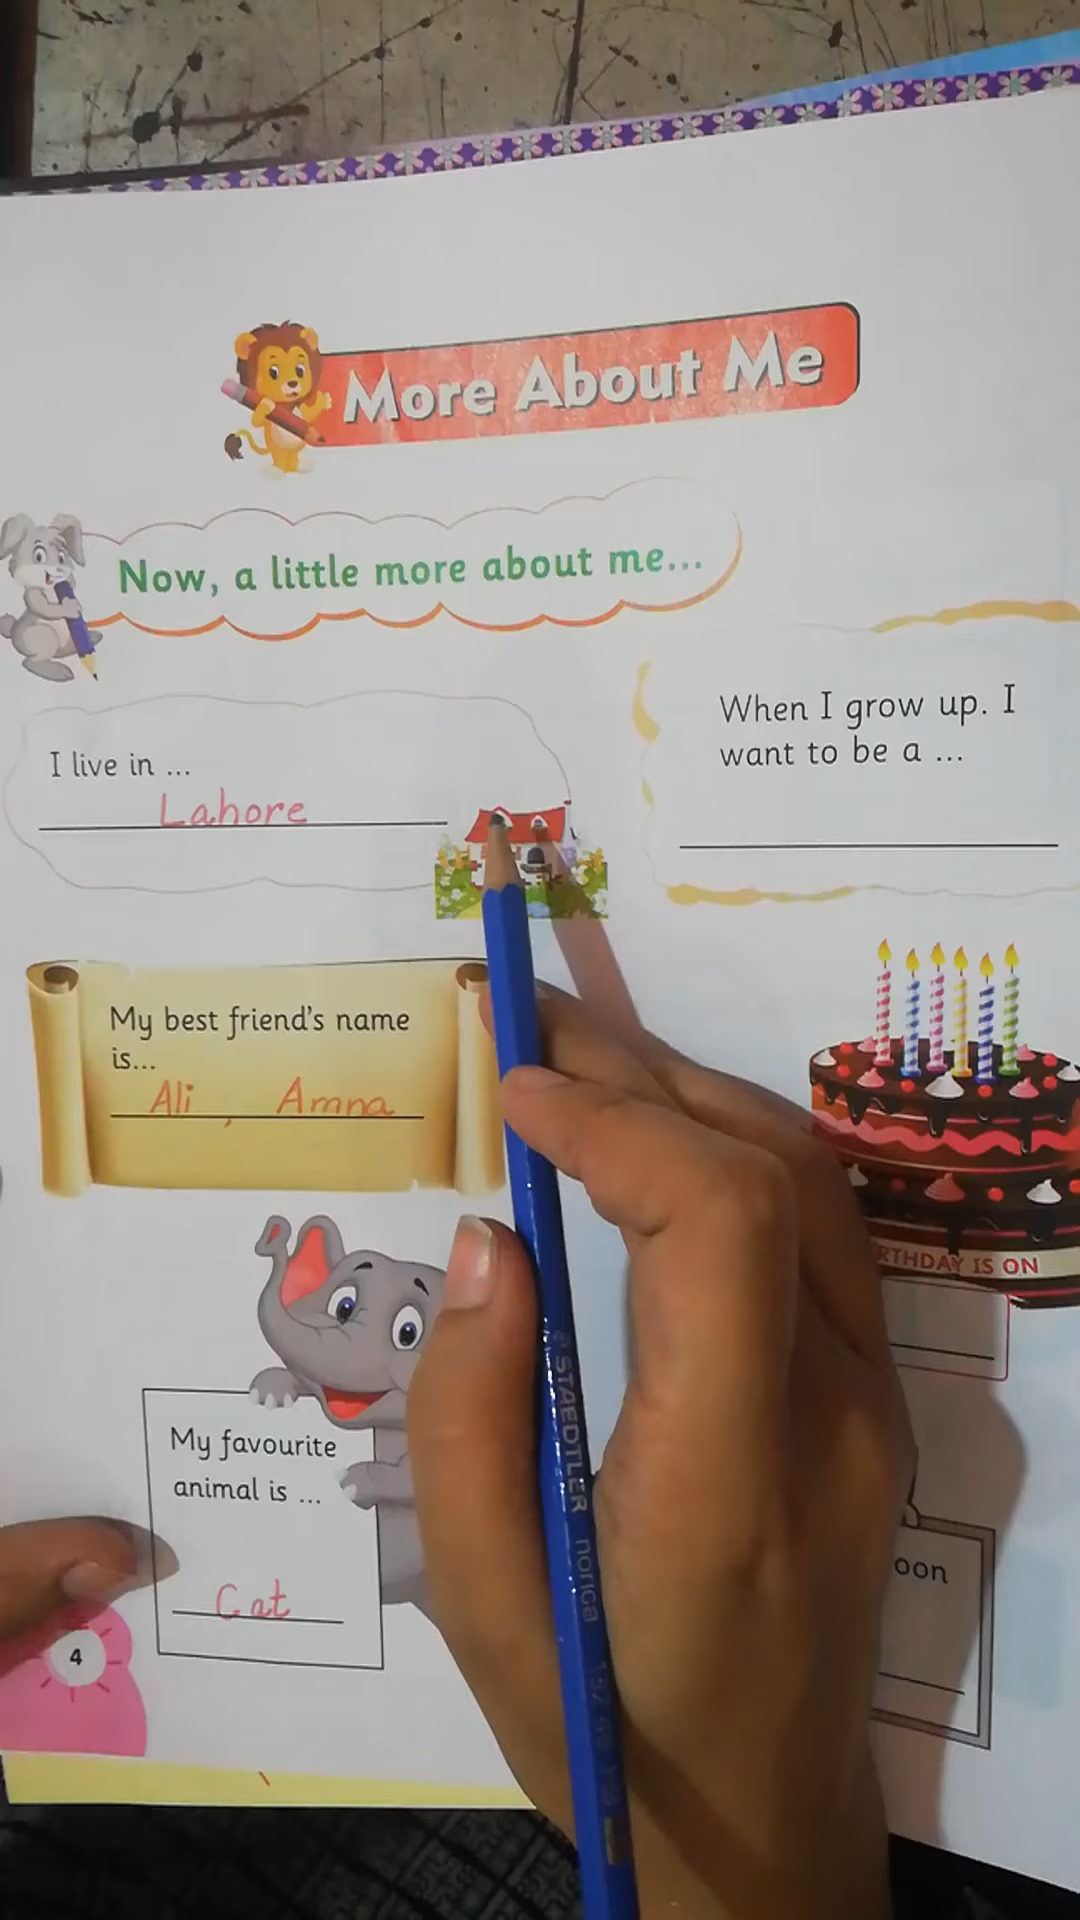 More About Me
Now, a little more about me...
I live in ...
Lahore
When I grow up. I
want to be a ...
My best friend's name
is...
Ali , Amna
RTHDAY IS ON
My favourite
animal is ...
Cat
oon
4
STAEDTLER norica